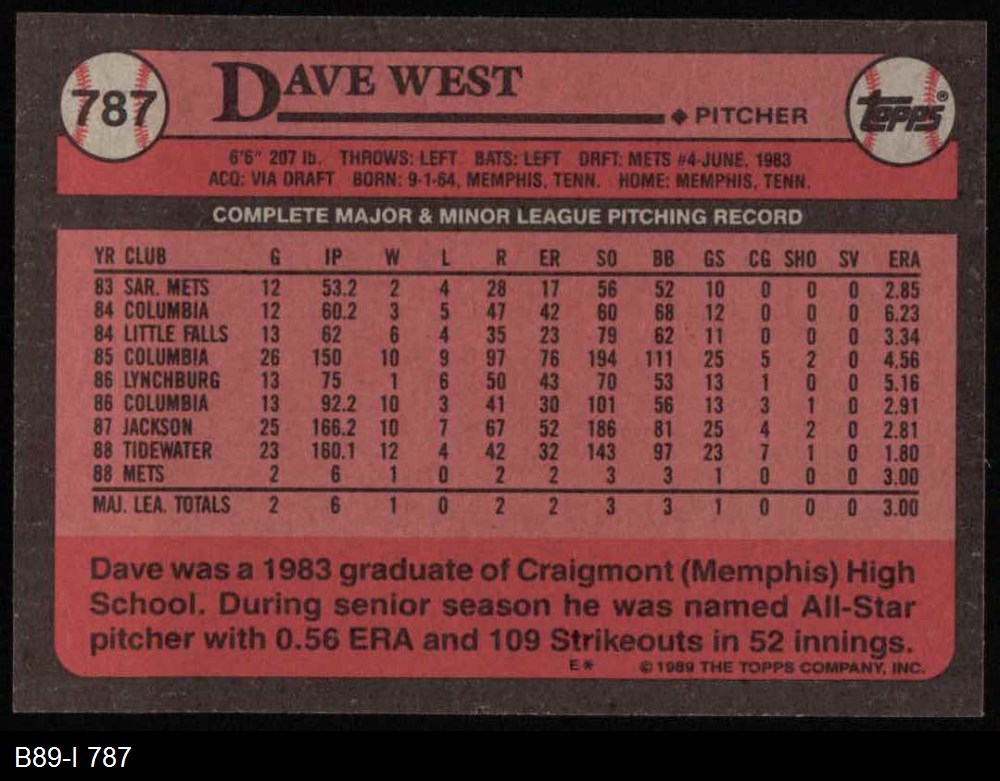 787
DAVE WEST
PITCHER
TOPPS®
6'6" 207 lb. THROWS: LEFT BATS: LEFT DRFT: METS #4-JUNE, 1983
ACQ: VIA DRAFT BORN: 9-1-64, MEMPHIS, TENN. HOME: MEMPHIS, TENN.
COMPLETE MAJOR & MINOR LEAGUE PITCHING RECORD
YR CLUB G IP W L R ER SO BB GS CG SHO SV ERA
83 SAR. METS 12 53.2 2 4 28 17 56 52 10 0 0 0 2.85
84 COLUMBIA 12 60.2 3 5 47 42 60 68 12 0 0 0 6.23
84 LITTLE FALLS 13 62 6 4 35 23 79 62 11 0 0 0 3.34
85 COLUMBIA 26 150 10 9 97 76 194 111 25 5 2 0 4.56
86 LYNCHBURG 13 75 1 6 50 43 70 53 13 1 0 0 5.16
86 COLUMBIA 13 92.2 10 3 41 30 101 56 13 3 1 0 2.91
87 JACKSON 25 166.2 10 7 67 52 186 81 25 4 2 0 2.81
88 TIDEWATER 23 160.1 12 4 42 32 143 97 23 7 1 0 1.80
88 METS 2 6 1 0 2 2 3 3 1 0 0 0 3.00
MAJ. LEA. TOTALS 2 6 1 0 2 2 3 3 1 0 0 0 3.00
Dave was a 1983 graduate of Craigmont (Memphis) High
School. During senior season he was named All-Star
pitcher with 0.56 ERA and 109 Strikeouts in 52 innings.
E* © 1989 THE TOPPS COMPANY, INC.
B89-I 787